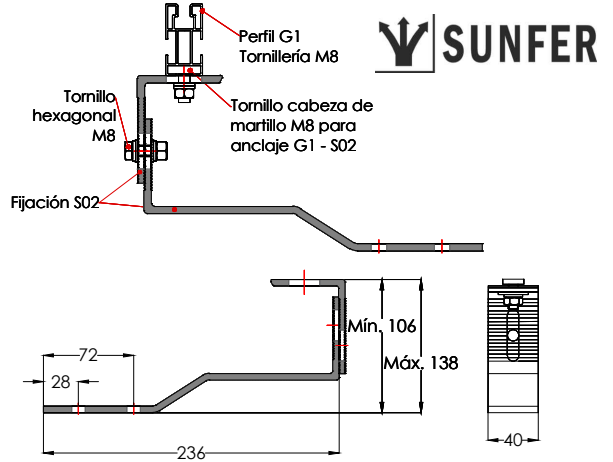 Perfil G1
Tornillería M8
SUNFER
Tornillo
hexagonal
M8
Tornillo cabeza de
martillo M8 para
anclaje G1 - S02
Fijación S02
Mín. 106
Máx. 138
72
28
236
40